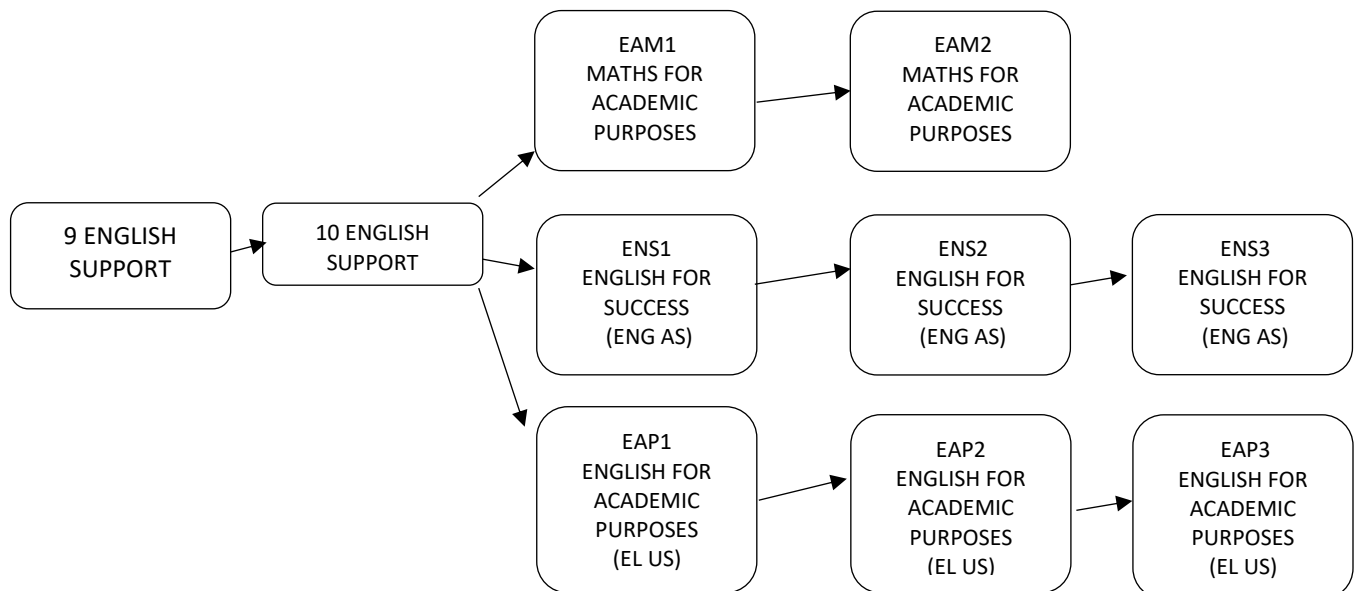 9 ENGLISH
SUPPORT
10 ENGLISH
SUPPORT
EAM1
MATHS FOR
ACADEMIC
PURPOSES
EAM2
MATHS FOR
ACADEMIC
PURPOSES
ENS1
ENGLISH FOR
SUCCESS
(ENG AS)
ENS2
ENGLISH FOR
SUCCESS
(ENG AS)
ENS3
ENGLISH FOR
SUCCESS
(ENG AS)
EAP1
ENGLISH FOR
ACADEMIC
PURPOSES
(EL US)
EAP2
ENGLISH FOR
ACADEMIC
PURPOSES
(EL US)
EAP3
ENGLISH FOR
ACADEMIC
PURPOSES
(EL US)